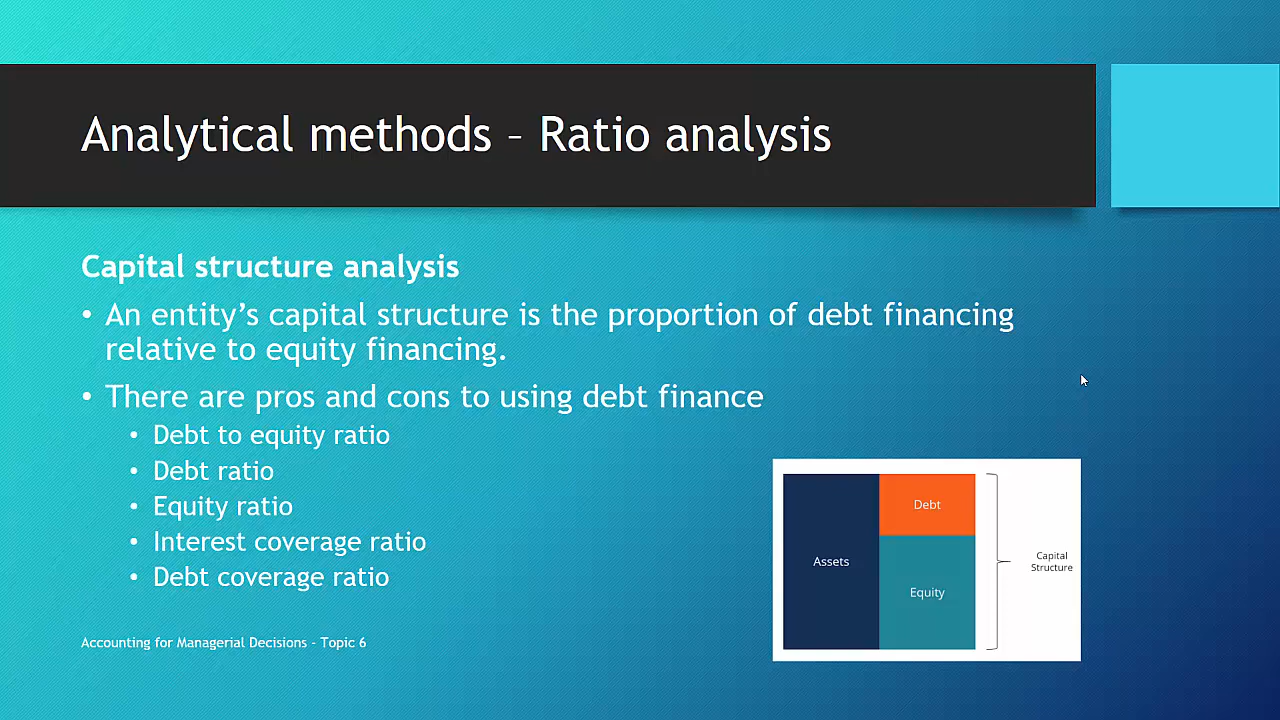 Analytical methods – Ratio analysis
Capital structure analysis
• An entity’s capital structure is the proportion of debt financing
relative to equity financing.
• There are pros and cons to using debt finance
• Debt to equity ratio
• Debt ratio
• Equity ratio
• Interest coverage ratio
• Debt coverage ratio
Assets
Debt
Equity
Capital
Structure
Accounting for Managerial Decisions - Topic 6